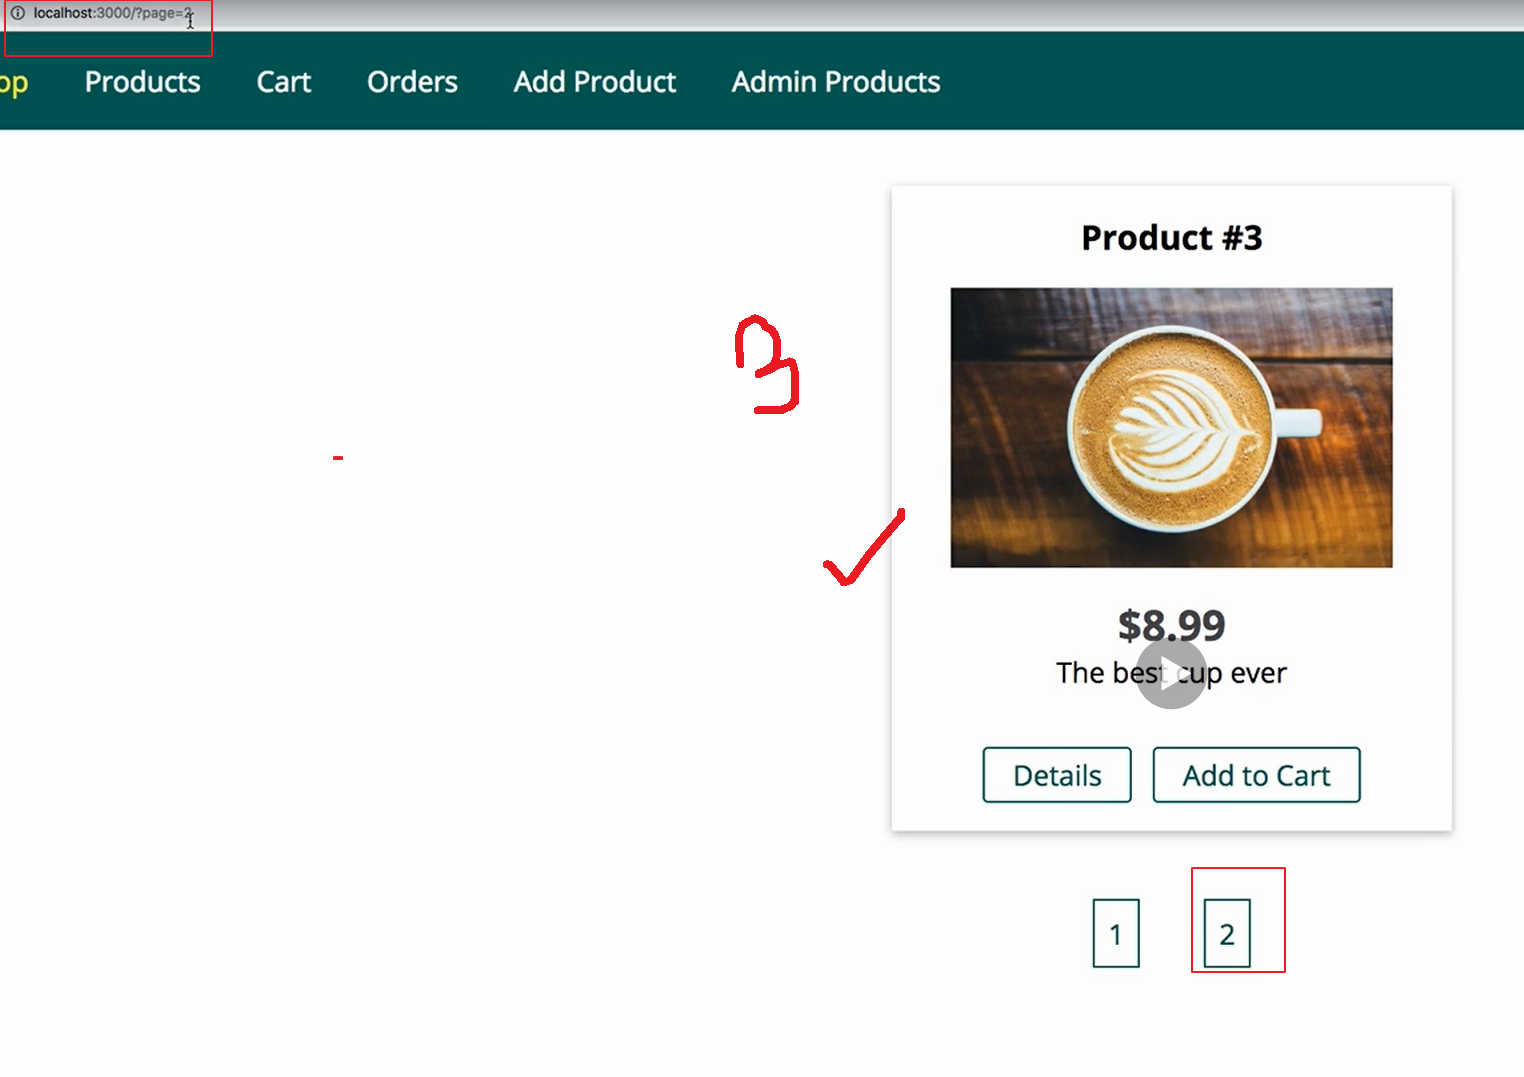 localhost:3000/?page=2
op Products Cart Orders Add Product Admin Products
Product #3
3
$8.99
The best cup ever
Details Add to Cart
1 2